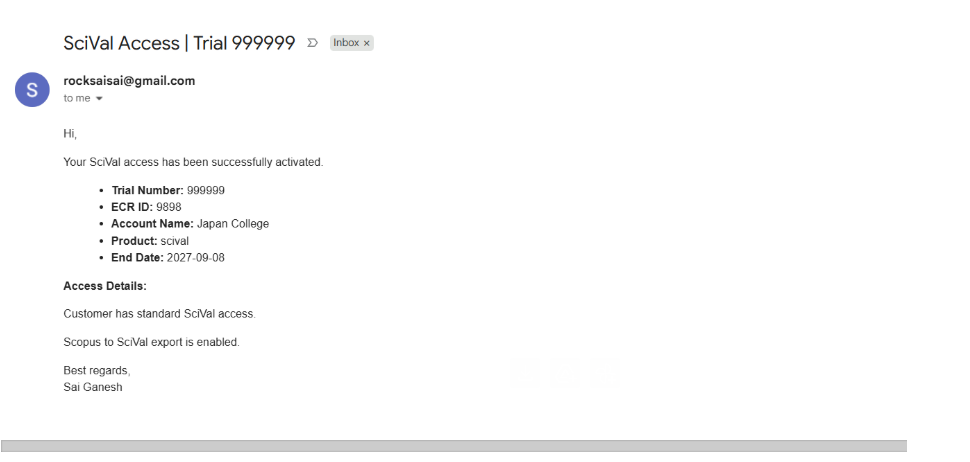 SciVal Access | Trial 999999 Inbox ×
S
rocksaisai@gmail.com
to me
Hi,
Your SciVal access has been successfully activated.
• Trial Number: 999999
• ECR ID: 9898
• Account Name: Japan College
• Product: scival
• End Date: 2027-09-08
Access Details:
Customer has standard SciVal access.
Scopus to SciVal export is enabled.
Best regards,
Sai Ganesh